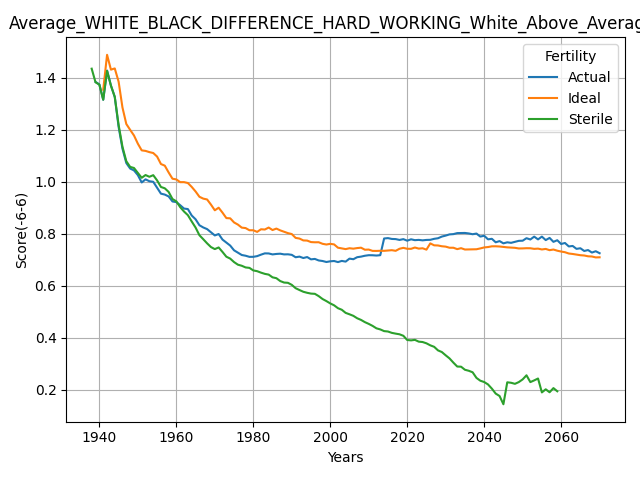 Average_WHITE_BLACK_DIFFERENCE_HARD_WORKING_White_Above_Averag
Fertility
Actual
Ideal
Sterile
Score(-6-6)
1.4
1.2
1.0
0.8
0.6
0.4
0.2
1940 1960 1980 2000 2020 2040 2060
Years